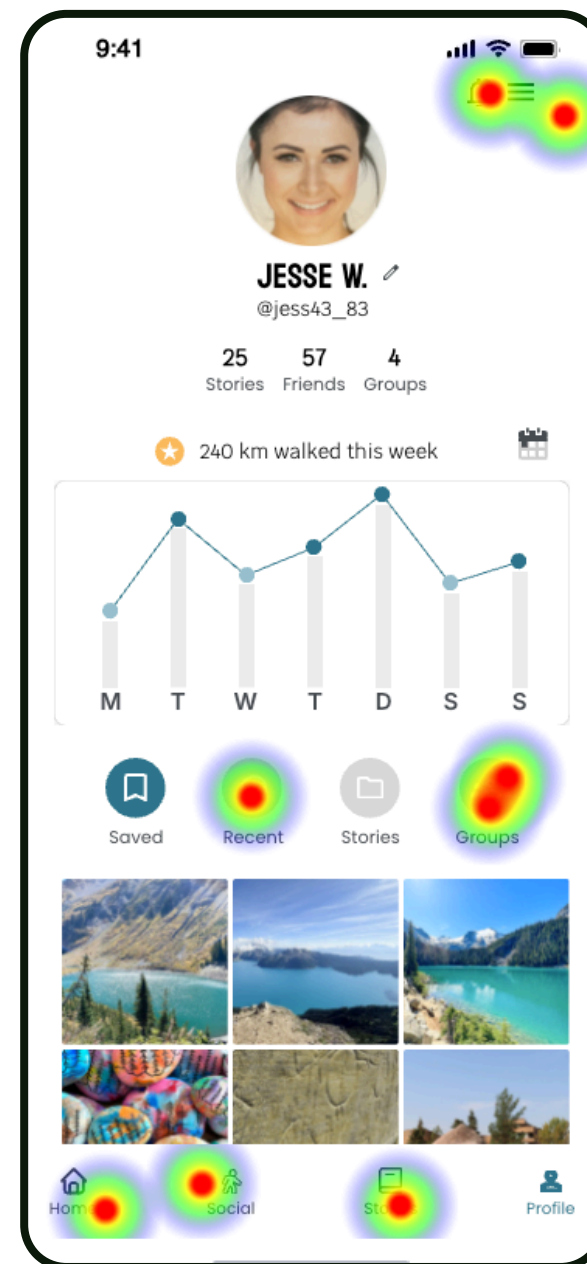 9:41
JESSE W.
@jess43_83
25 57 4
Stories Friends Groups
240 km walked this week
M T W T D S S
Saved Recent Stories Groups
Home Social Profile